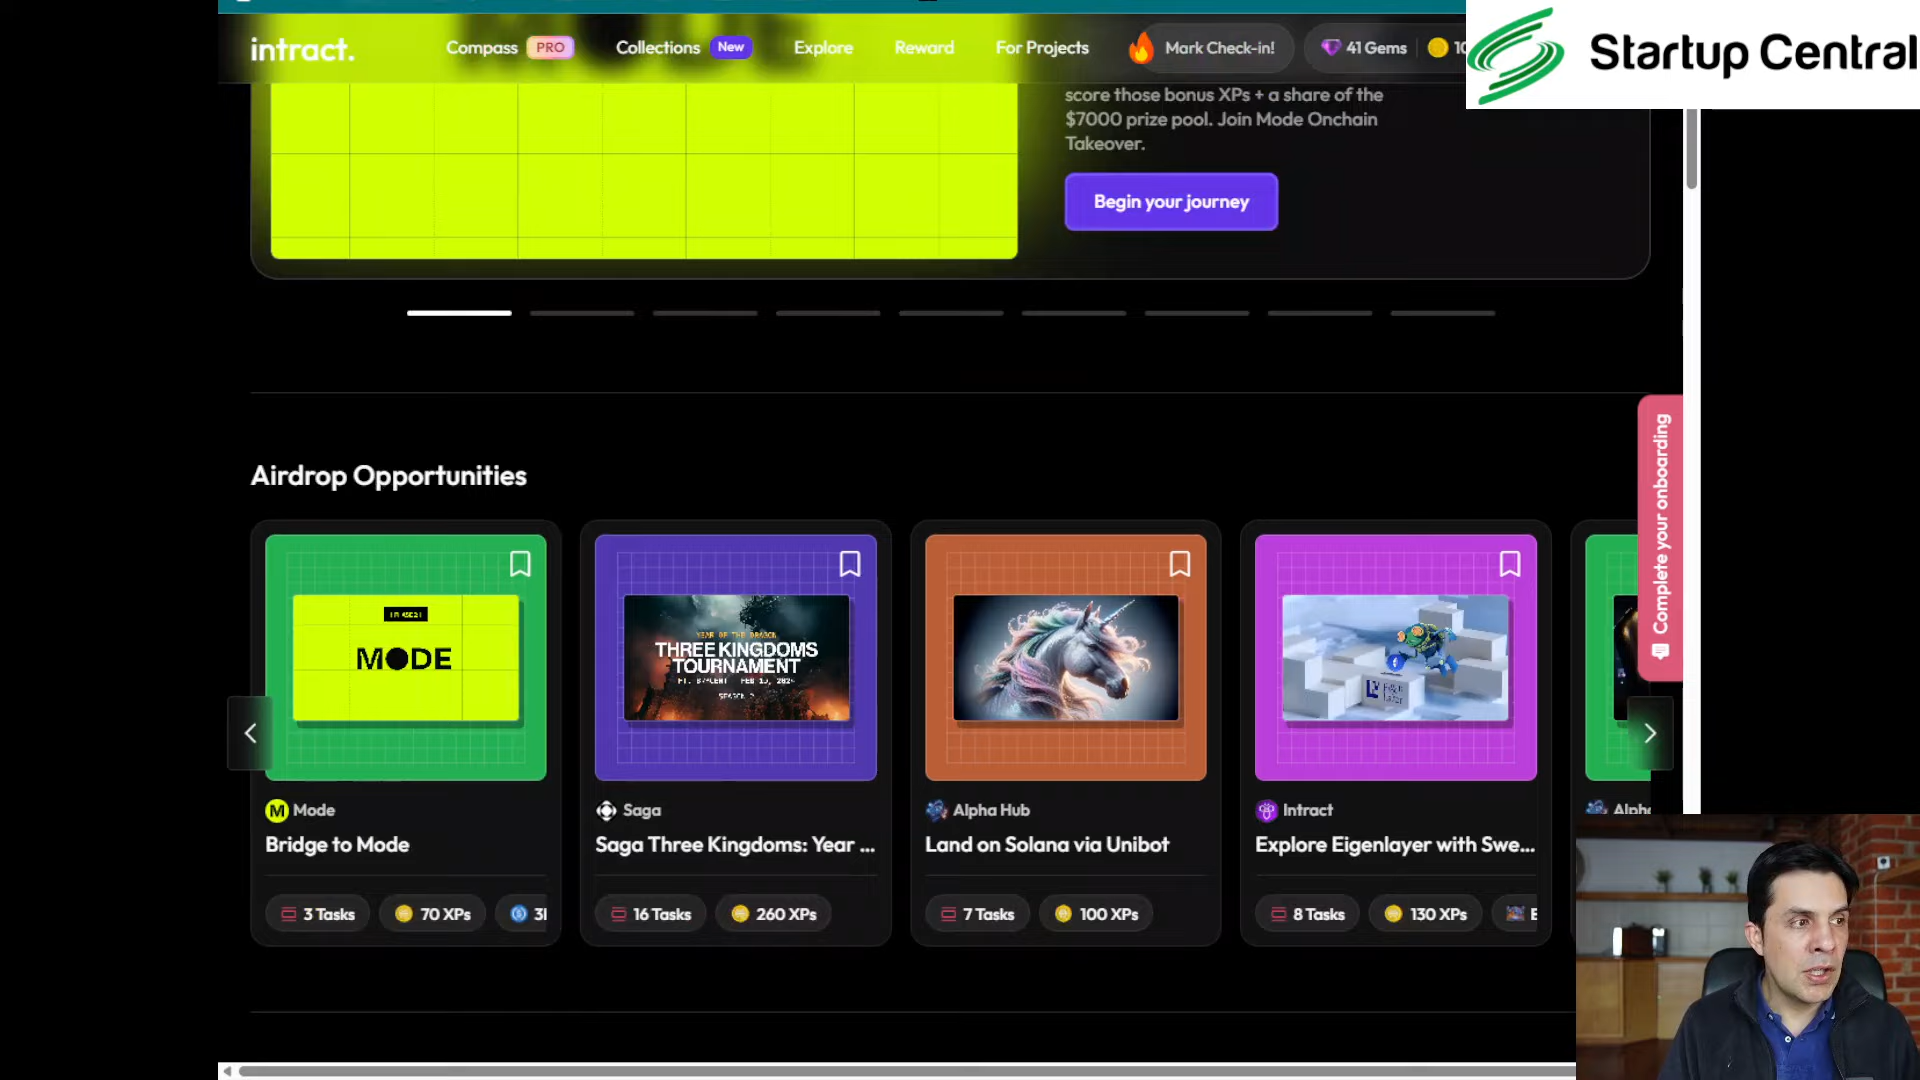 intract.
Compass PRO
Collections New
Explore
Reward
For Projects
Mark Check-in!
41 Gems
Startup Central
score those bonus XPs + a share of the
$7000 prize pool. Join Mode Onchain
Takeover.
Begin your journey
Complete your onboarding
Airdrop Opportunities
MODE
YEAR OF THE DRAGON
THREE KINGDOMS
TOURNAMENT
Mode
Bridge to Mode
3 Tasks
70 XPs
Saga
Saga Three Kingdoms: Year ...
16 Tasks
260 XPs
Alpha Hub
Land on Solana via Unibot
7 Tasks
100 XPs
Intract
Explore Eigenlayer with Swe...
8 Tasks
130 XPs